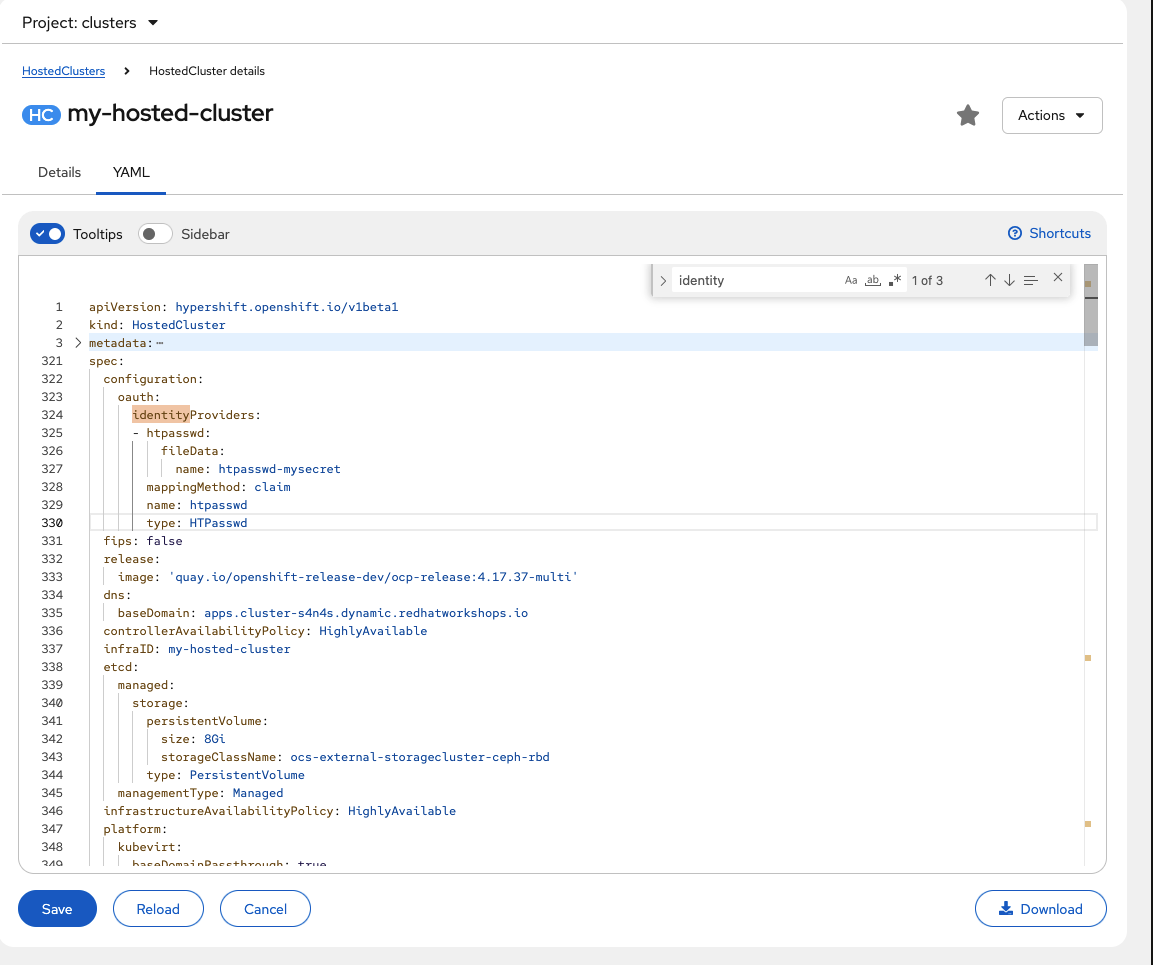 Project: clusters
HostedClusters > HostedCluster details
HC my-hosted-cluster
Actions
Details YAML
Tooltips Sidebar Shortcuts
identity Aa ab 1 of 3
1 apiVersion: hypershift.openshift.io/v1beta1
2 kind: HostedCluster
3 metadata:…
321 spec:
322 configuration:
323 oauth:
324 identityProviders:
325 - htpasswd:
326 fileData:
327 name: htpasswd-mysecret
328 mappingMethod: claim
329 name: htpasswd
330 type: HTPasswd
331 fips: false
332 release:
333 image: 'quay.io/openshift-release-dev/ocp-release:4.17.37-multi'
334 dns:
335 baseDomain: apps.cluster-s4n4s.dynamic.redhatworkshops.io
336 controllerAvailabilityPolicy: HighlyAvailable
337 infraID: my-hosted-cluster
338 etcd:
339 managed:
340 storage:
341 persistentVolume:
342 size: 8Gi
343 storageClassName: ocs-external-storagecluster-ceph-rbd
344 type: PersistentVolume
345 managementType: Managed
346 infrastructureAvailabilityPolicy: HighlyAvailable
347 platform:
348 kubevirt:
349 baseDomainPassthrough: true
Save Reload Cancel Download